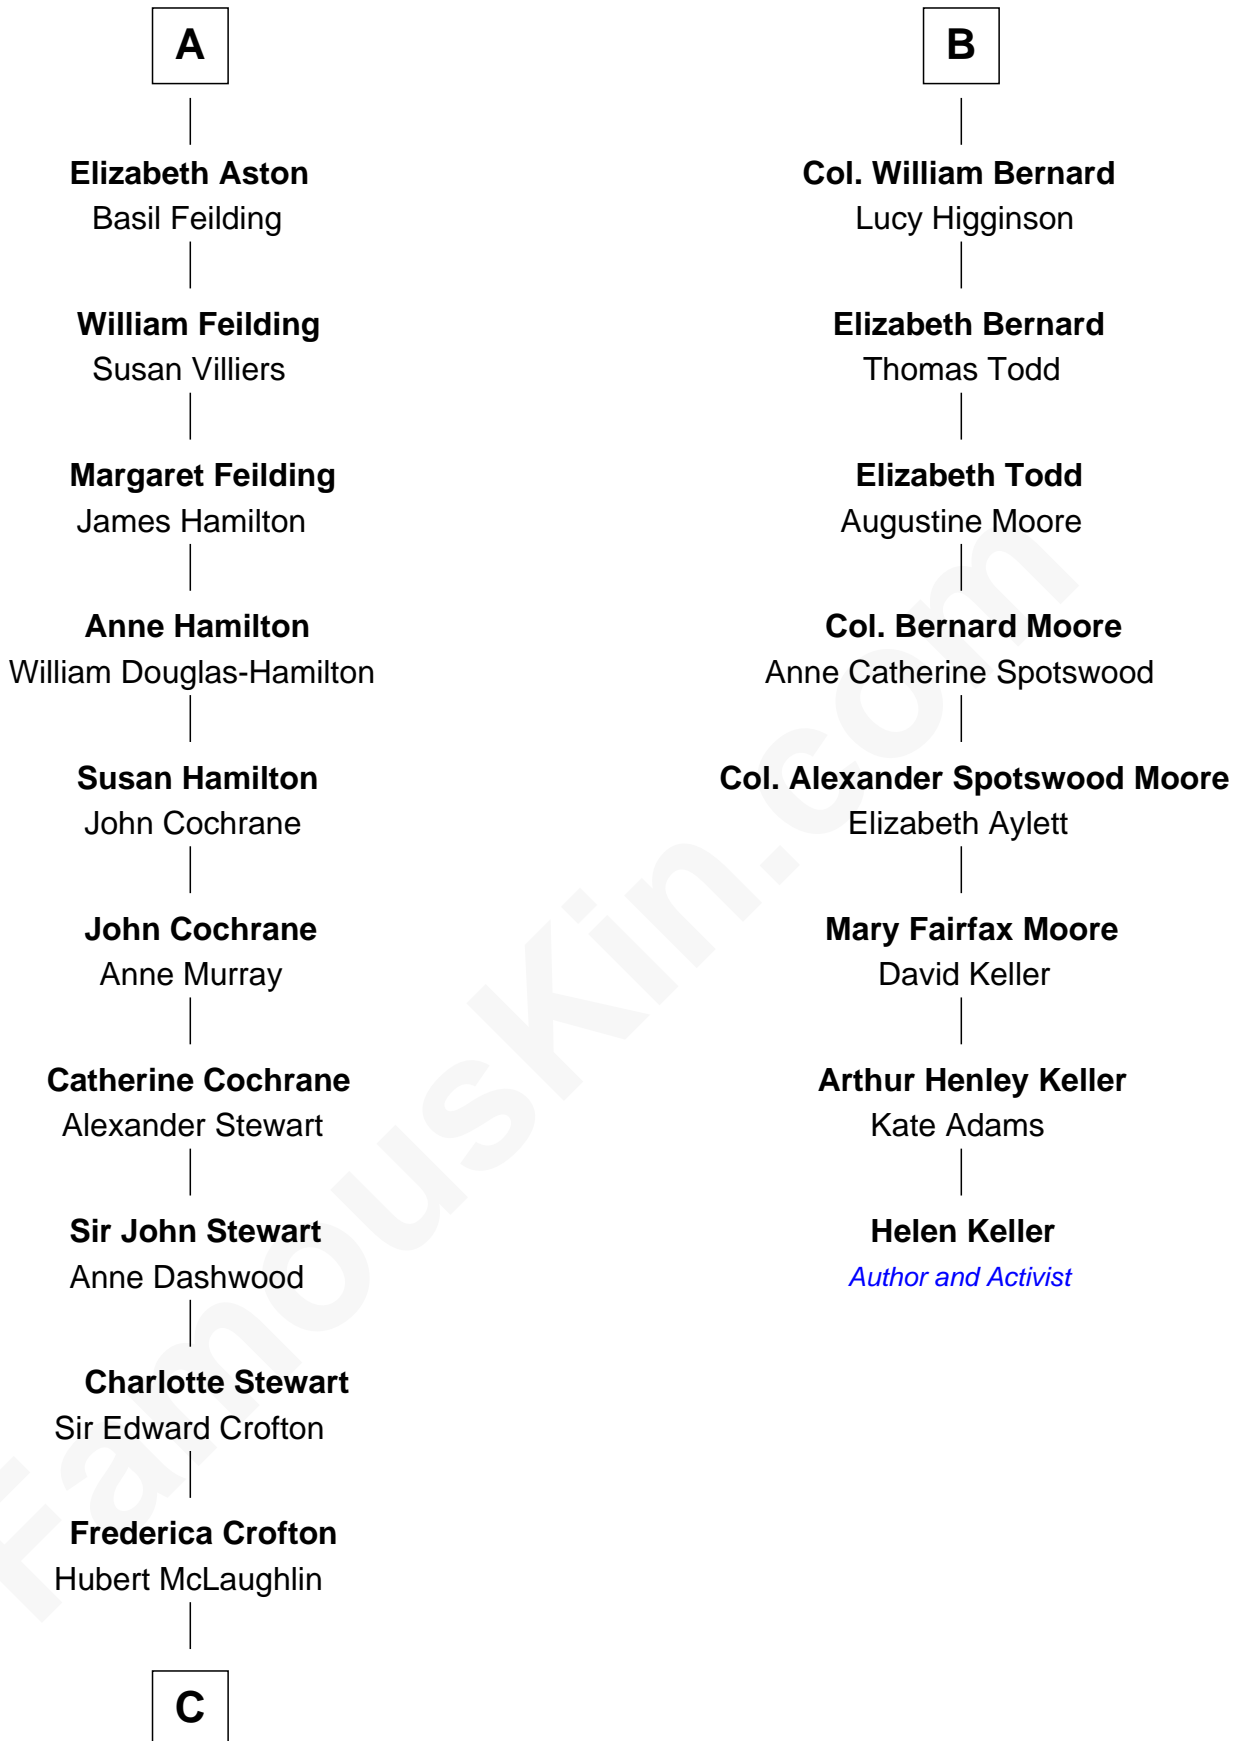 A
Elizabeth Aston
Basil Feilding
William Feilding
Susan Villiers
Margaret Feilding
James Hamilton
Anne Hamilton
William Douglas-Hamilton
Susan Hamilton
John Cochrane
John Cochrane
Anne Murray
Catherine Cochrane
Alexander Stewart
Sir John Stewart
Anne Dashwood
Charlotte Stewart
Sir Edward Crofton
Frederica Crofton
Hubert McLaughlin
C
B
Col. William Bernard
Lucy Higginson
Elizabeth Bernard
Thomas Todd
Elizabeth Todd
Augustine Moore
Col. Bernard Moore
Anne Catherine Spotswood
Col. Alexander Spotswood Moore
Elizabeth Aylett
Mary Fairfax Moore
David Keller
Arthur Henley Keller
Kate Adams
Helen Keller
Author and Activist
FamousKin.com